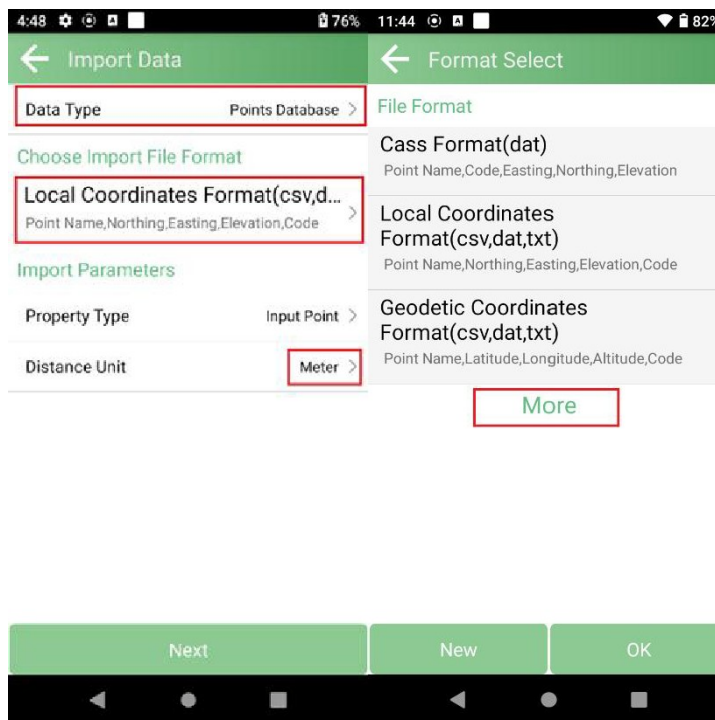 4:48
76%
Import Data
Data Type
Points Database
Choose Import File Format
Local Coordinates Format(csv,d...
Point Name,Northing,Easting,Elevation,Code
Import Parameters
Property Type
Input Point
Distance Unit
Meter
Next
11:44
82%
Format Select
File Format
Cass Format(dat)
Point Name,Code,Easting,Northing,Elevation
Local Coordinates
Format(csv,dat,txt)
Point Name,Northing,Easting,Elevation,Code
Geodetic Coordinates
Format(csv,dat,txt)
Point Name,Latitude,Longitude,Altitude,Code
More
New
OK